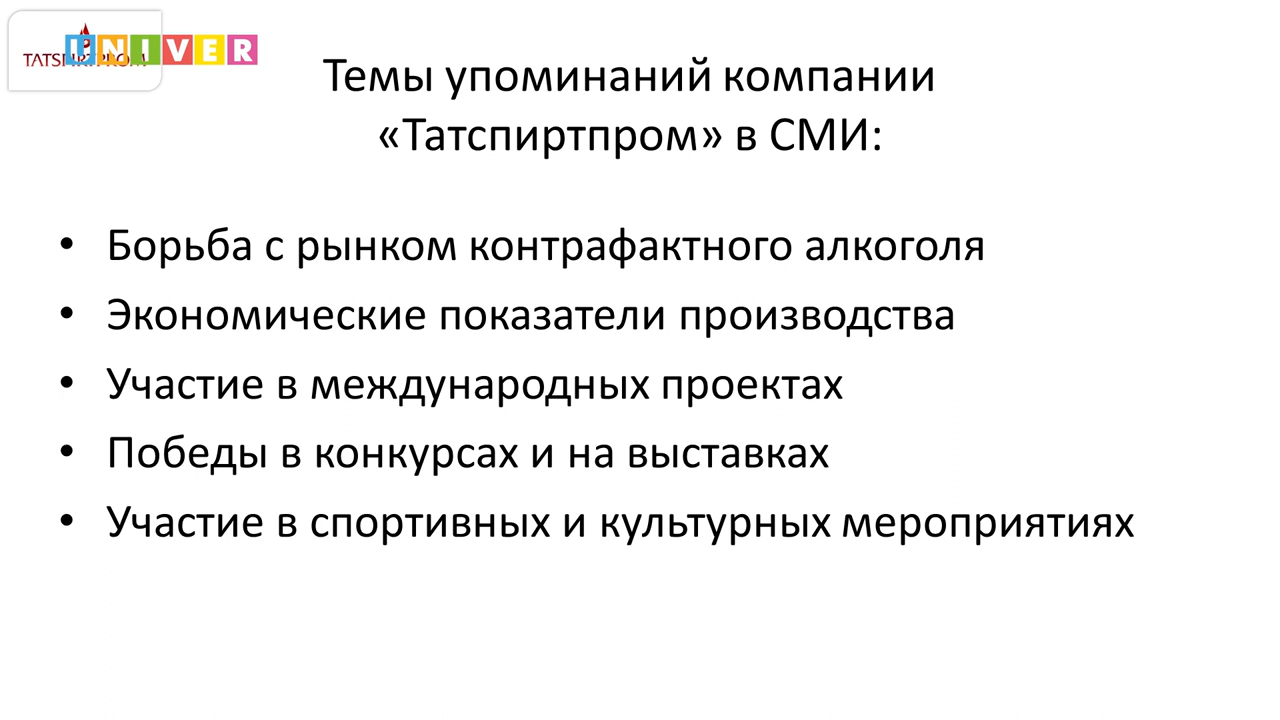 TATSPIRTPROM
UNIVER
Темы упоминаний компании
«Татспиртпром» в СМИ:
• Борьба с рынком контрафактного алкоголя
• Экономические показатели производства
• Участие в международных проектах
• Победы в конкурсах и на выставках
• Участие в спортивных и культурных мероприятиях